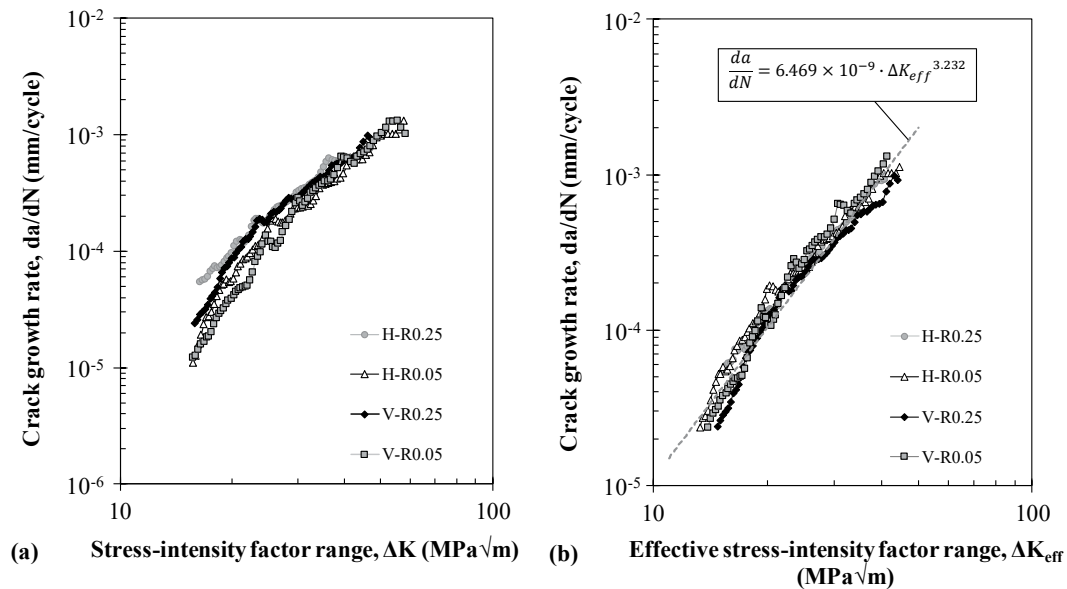 10⁻²
10⁻³
10⁻⁴
10⁻⁵
10⁻⁶
Crack growth rate, da/dN (mm/cycle)
H-R0.25
H-R0.05
V-R0.25
V-R0.05
10
100
(a)
Stress-intensity factor range, ΔK (MPa√m)
10⁻²
10⁻³
10⁻⁴
10⁻⁵
Crack growth rate, da/dN (mm/cycle)
da/dN = 6.469 × 10⁻⁹ · ΔK_eff^3.232
H-R0.25
H-R0.05
V-R0.25
V-R0.05
10
100
(b)
Effective stress-intensity factor range, ΔK_eff
(MPa√m)